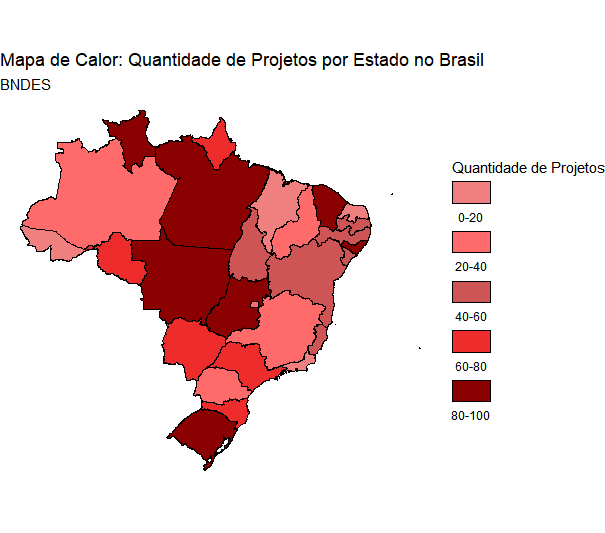 Mapa de Calor: Quantidade de Projetos por Estado no Brasil
BNDES
Quantidade de Projetos
0-20
20-40
40-60
60-80
80-100